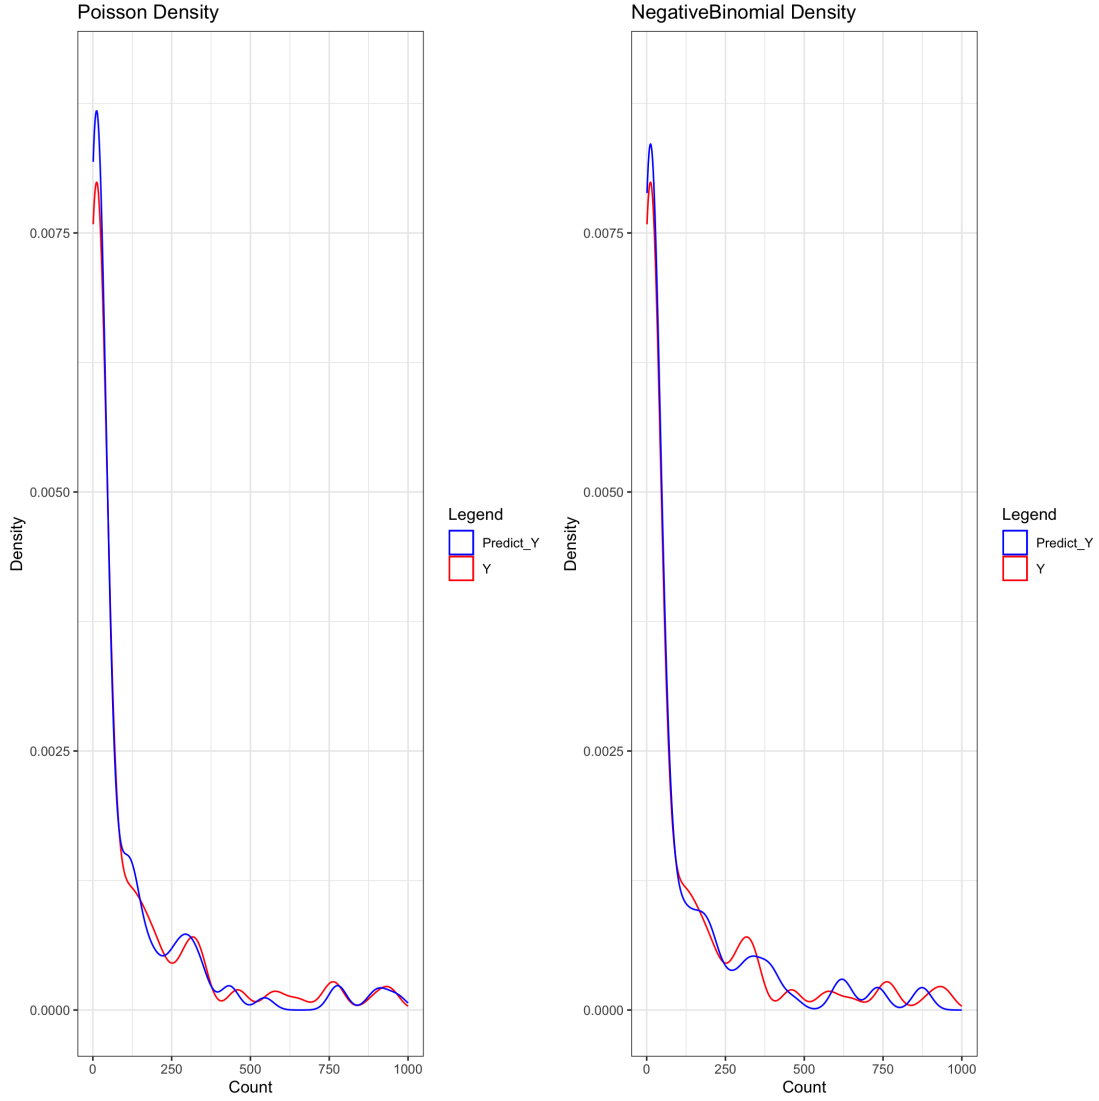 Poisson Density
Density
0.0075
0.0050
0.0025
0.0000
0
250
500
750
1000
Count
Legend
Predict_Y
Y
NegativeBinomial Density
Density
0.0075
0.0050
0.0025
0.0000
0
250
500
750
1000
Count
Legend
Predict_Y
Y